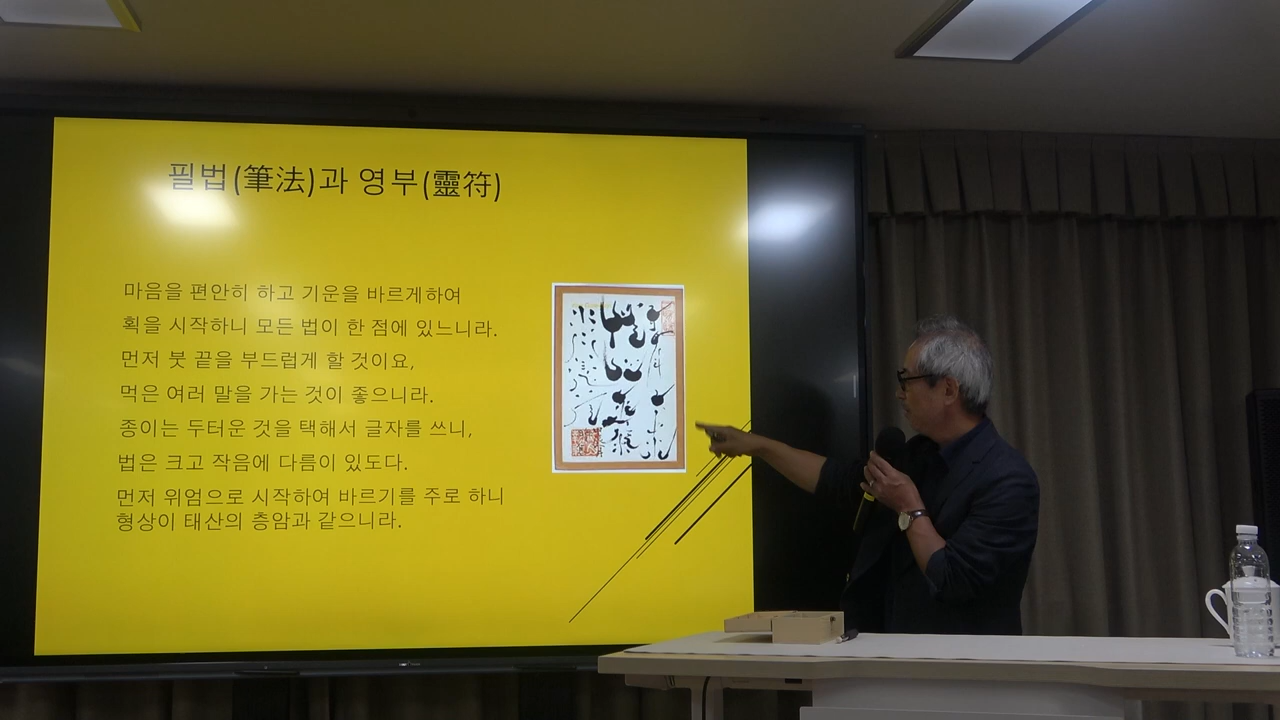 필법(筆法)과 영부(靈符)
마음을 편안히 하고 기운을 바르게하여
획을 시작하니 모든 법이 한 점에 있느니라.
먼저 붓 끝을 부드럽게 할 것이요,
먹은 여러 말을 가는 것이 좋으니라.
종이는 두터운 것을 택해서 글자를 쓰니,
법은 크고 작음에 다름이 있도다.
먼저 위엄으로 시작하여 바르기를 주로 하니
형상이 태산의 층암과 같으니라.